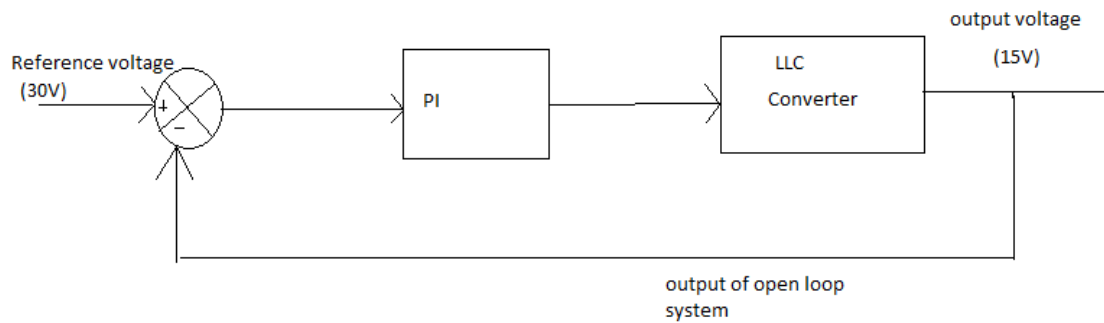 output voltage
(15V)
Reference voltage
(30V)
+
−
PI
LLC
Converter
output of open loop
system